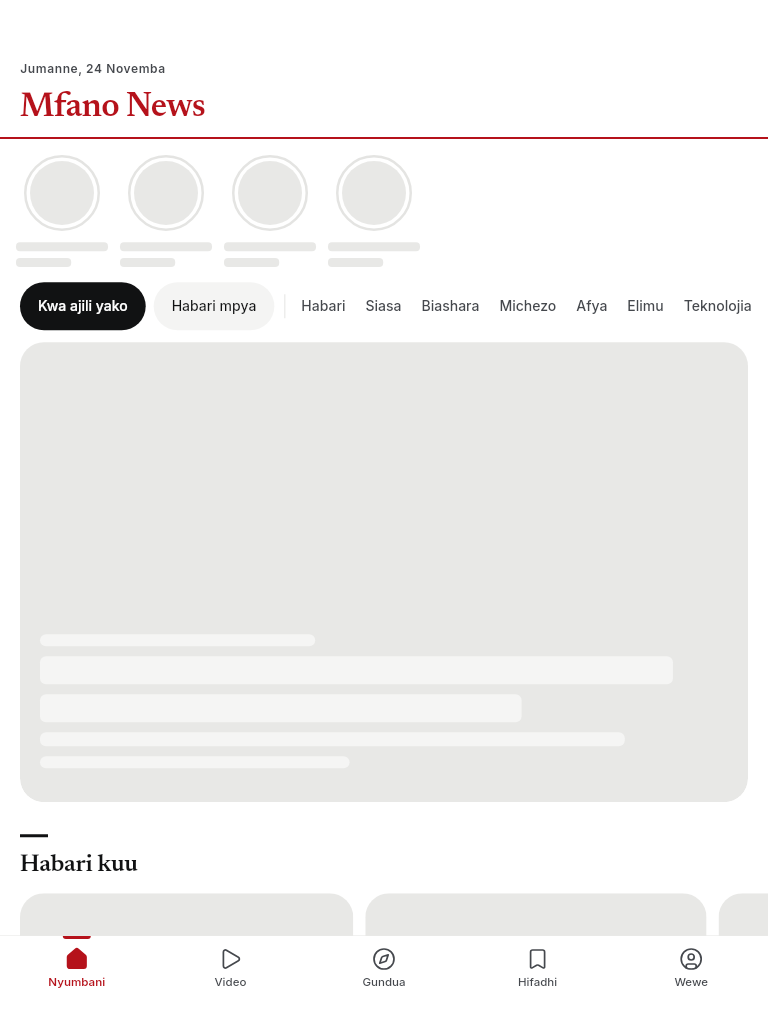 Jumanne, 24 Novemba
Mfano News
Kwa ajili yako Habari mpya Habari Siasa Biashara Michezo Afya Elimu Teknolojia
Habari kuu
Nyumbani Video Gundua Hifadhi Wewe